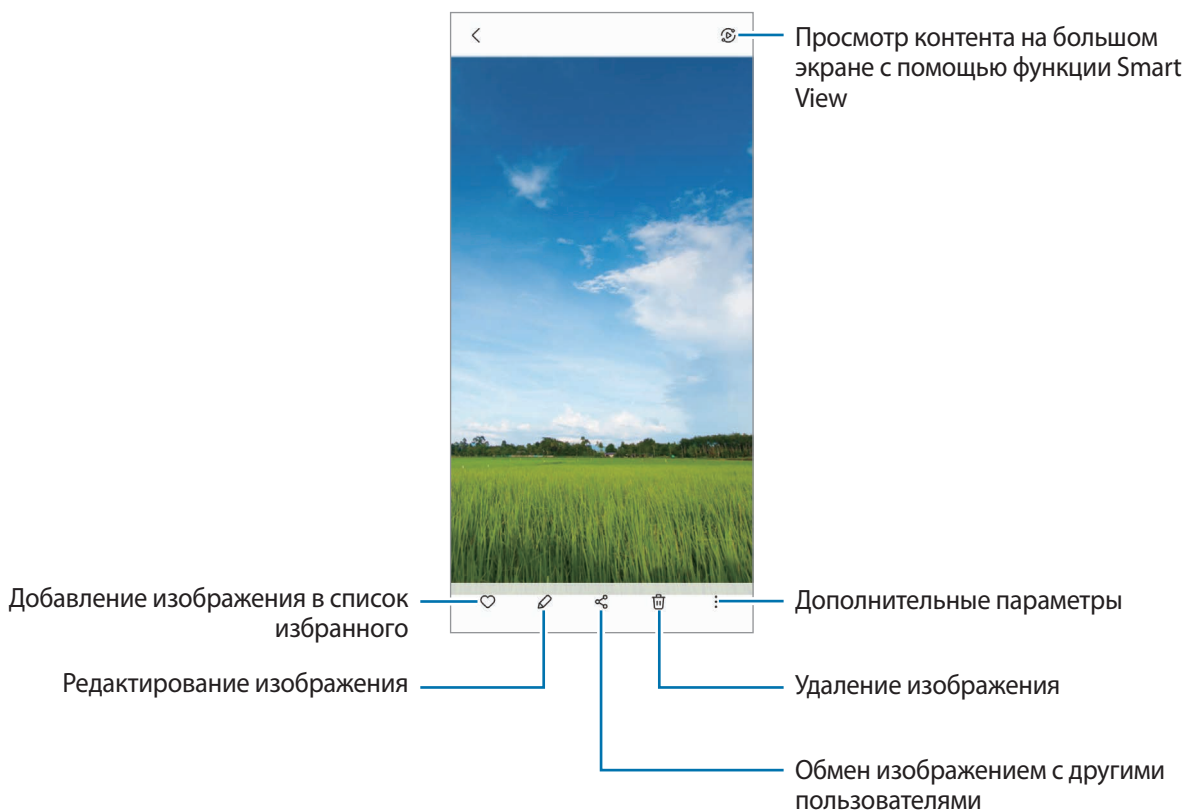 Просмотр контента на большом
экране с помощью функции Smart
View
Добавление изображения в список
избранного
Дополнительные параметры
Редактирование изображения
Удаление изображения
Обмен изображением с другими
пользователями